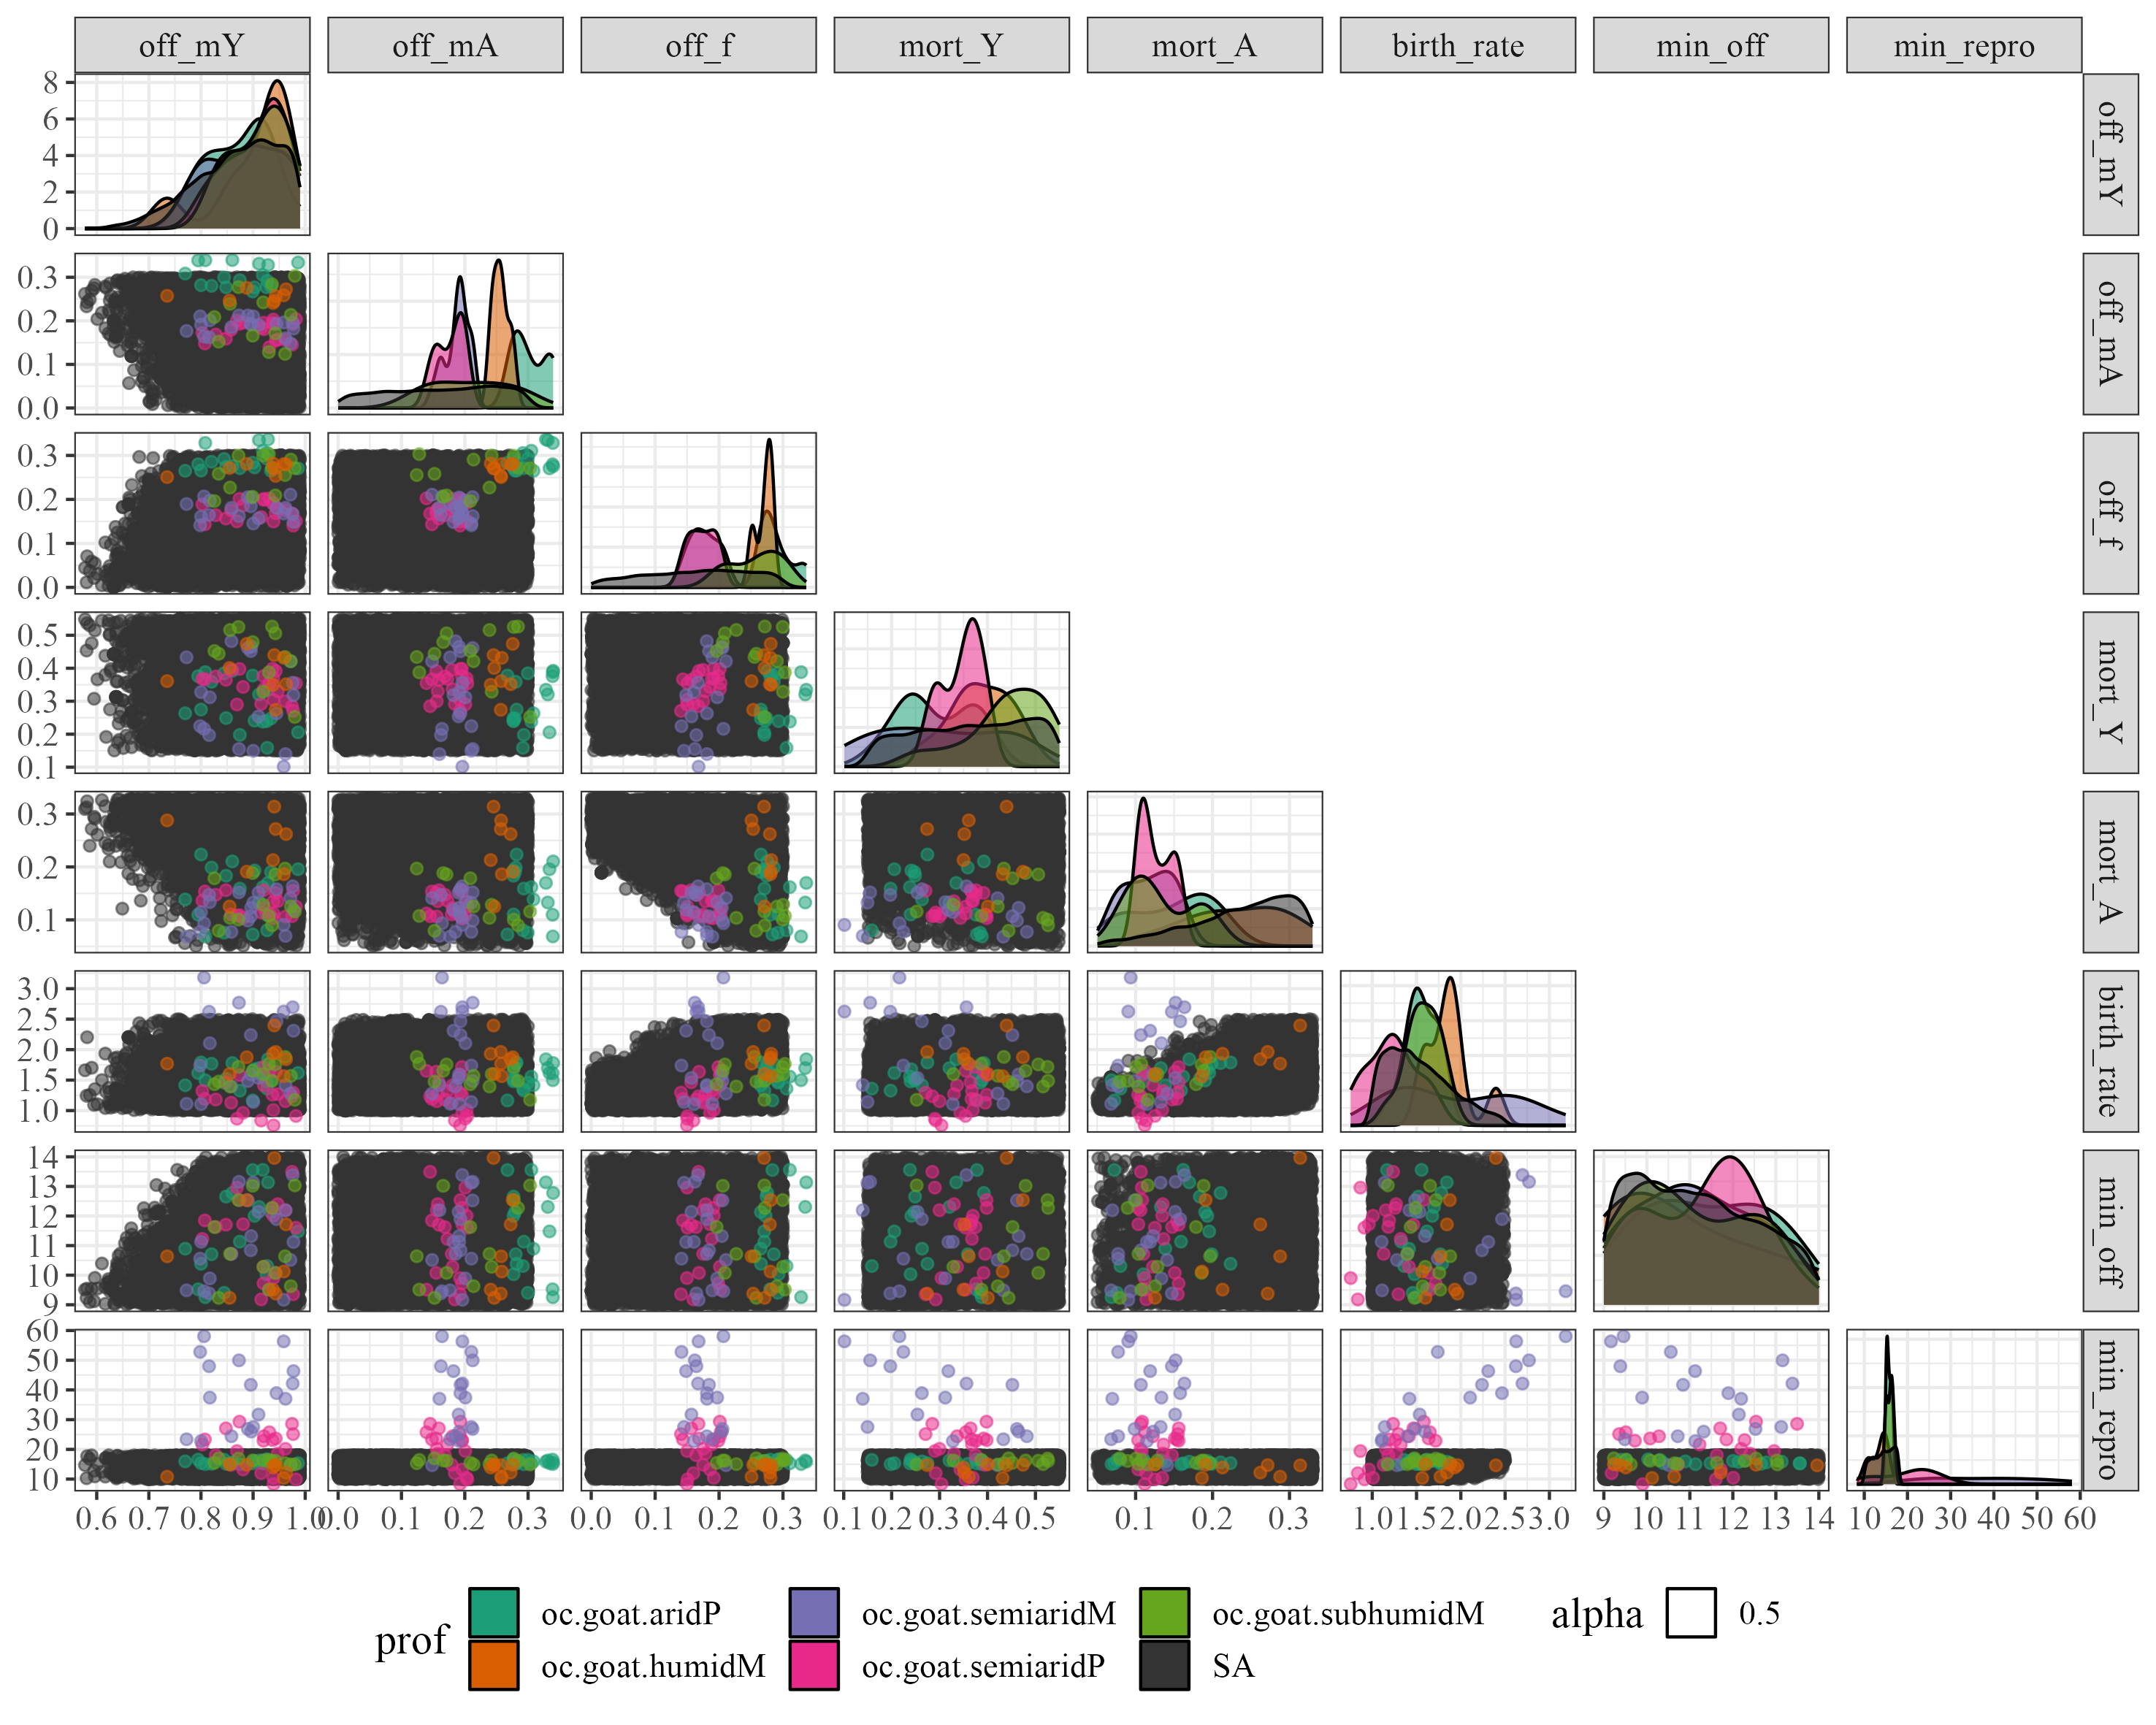 off_mY off_mA off_f mort_Y mort_A birth_rate min_off min_repro
8
6
4
2
0
off_mY
0.3
0.2
0.1
0.0
off_mA
0.3
0.2
0.1
0.0
off_f
0.5
0.4
0.3
0.2
0.1
mort_Y
0.3
0.2
0.1
mort_A
3.0
2.5
2.0
1.5
1.0
birth_rate
14
13
12
11
10
9
min_off
60
50
40
30
20
10
min_repro
0.6 0.7 0.8 0.9 1.0 0.0 0.1 0.2 0.3 0.0 0.1 0.2 0.3 0.1 0.2 0.3 0.4 0.5 0.1 0.2 0.3 1.0 1.5 2.0 2.5 3.0 9 10 11 12 13 14 10 20 30 40 50 60
prof
oc.goat.aridP oc.goat.semiaridM oc.goat.subhumidM
oc.goat.humidM oc.goat.semiaridP SA
alpha 0.5